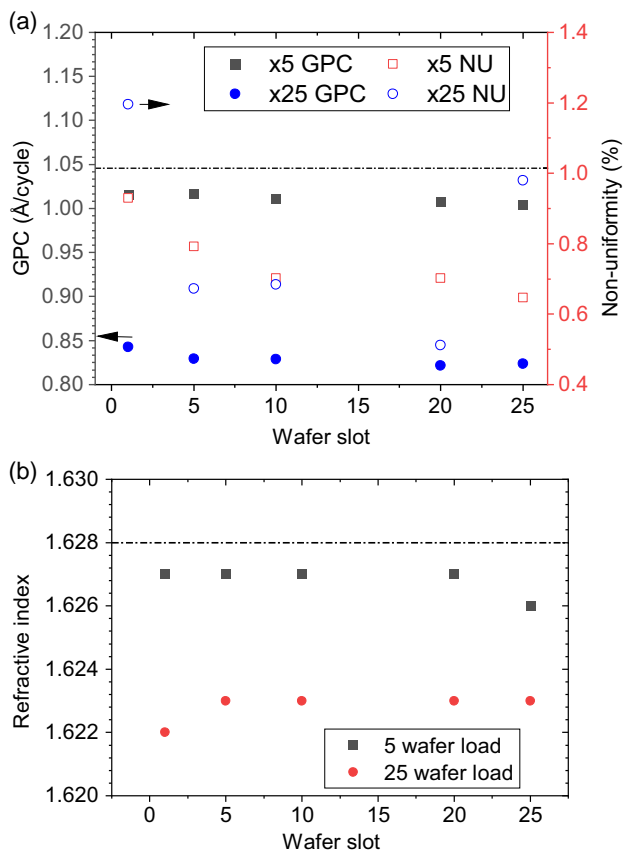 (a)
1.20
1.15
1.10
1.05
1.00
0.95
0.90
0.85
0.80
GPC (Å/cycle)
x5 GPC
x5 NU
x25 GPC
x25 NU
1.4
1.2
1.0
0.8
0.6
0.4
Non-uniformity (%)
0 5 10 15 20 25
Wafer slot
(b)
1.630
1.628
1.626
1.624
1.622
1.620
Refractive index
5 wafer load
25 wafer load
0 5 10 15 20 25
Wafer slot